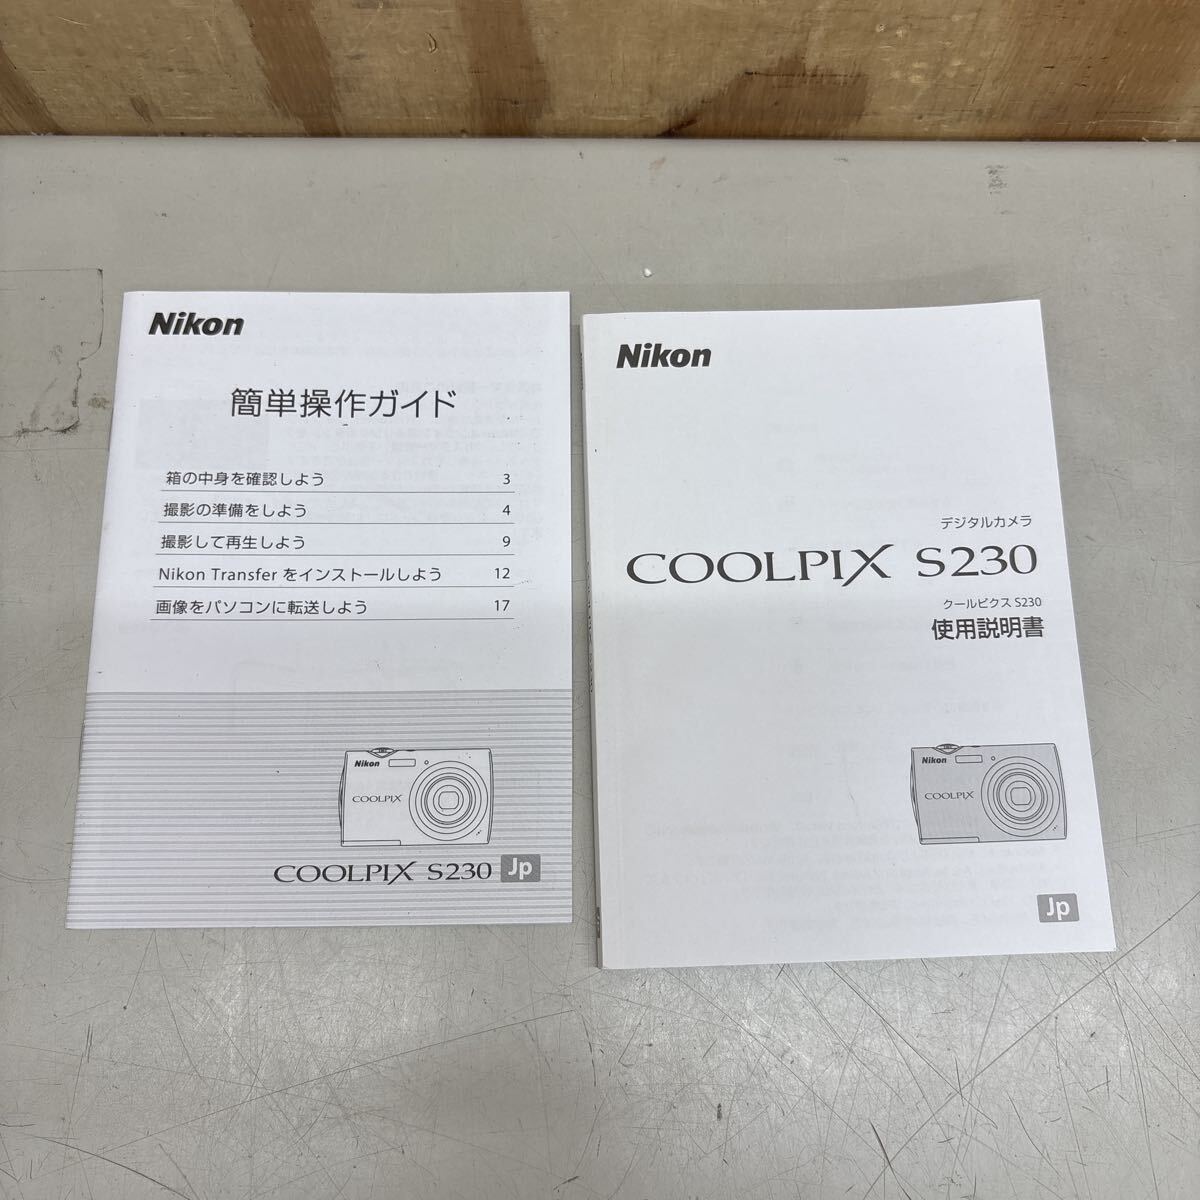 Nikon
簡単操作ガイド
箱の中身を確認しよう 3
撮影の準備をしよう 4
撮影して再生しよう 9
Nikon Transfer をインストールしよう 12
画像をパソコンに転送しよう 17
Nikon
COOLPIX
COOLPIX S230 Jp
Nikon
デジタルカメラ
COOLPIX S230
クールピクス S230
使用説明書
Nikon
COOLPIX
Jp